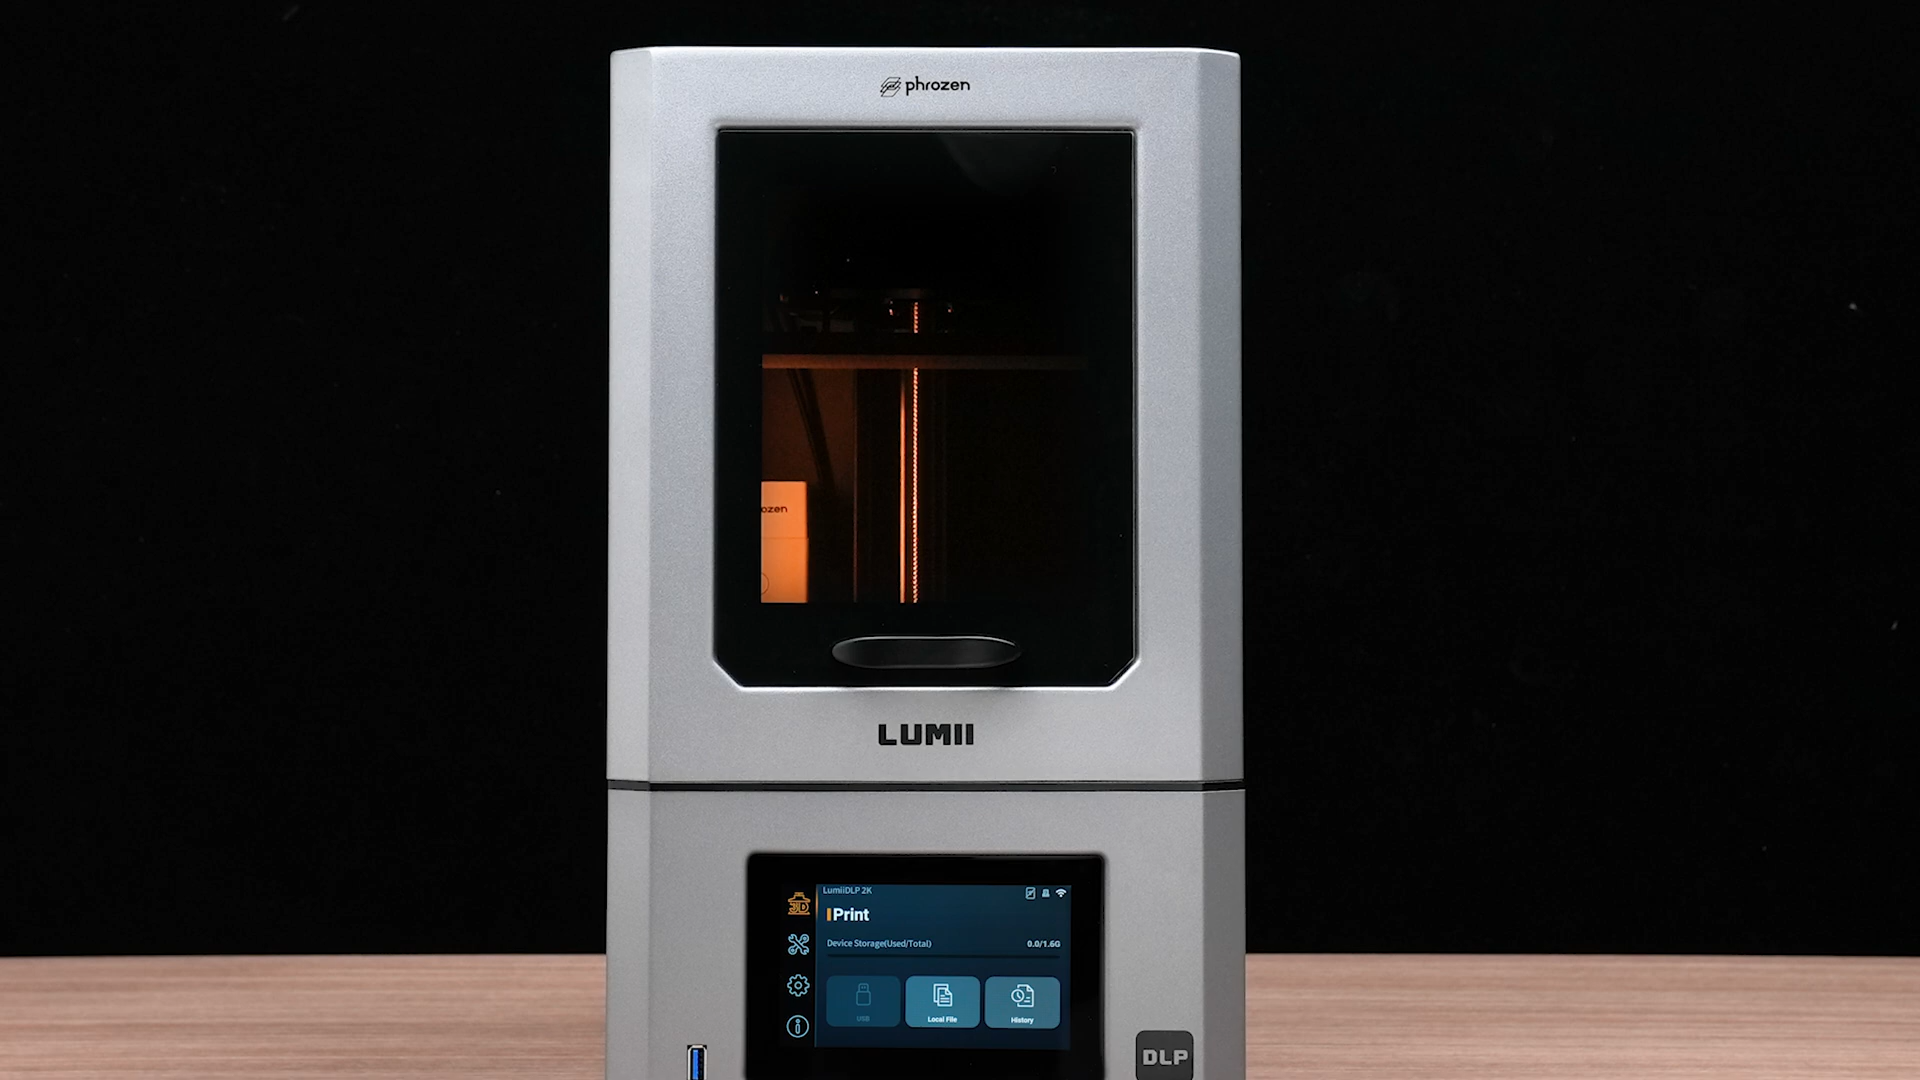 phrozen
ozen
LUMII
LumiiDLP 2K
Print
Device Storage(Used/Total) 0.0/1.6G
USB
Local File
History
3D
DLP